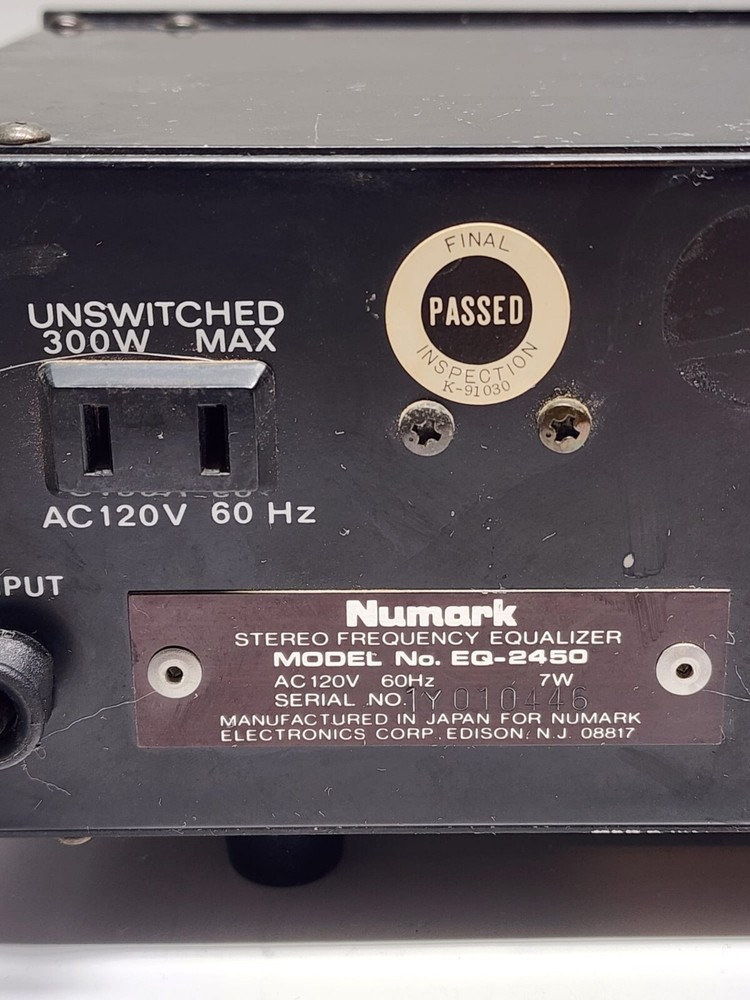 UNSWITCHED
300W MAX
AC120V 60 Hz
PUT
FINAL
PASSED
INSPECTION
K-91030
Numark
STEREO FREQUENCY EQUALIZER
MODEL No. EQ-2450
AC120V 60Hz 7W
SERIAL NO. 1Y010446
MANUFACTURED IN JAPAN FOR NUMARK
ELECTRONICS CORP. EDISON, N.J. 08817